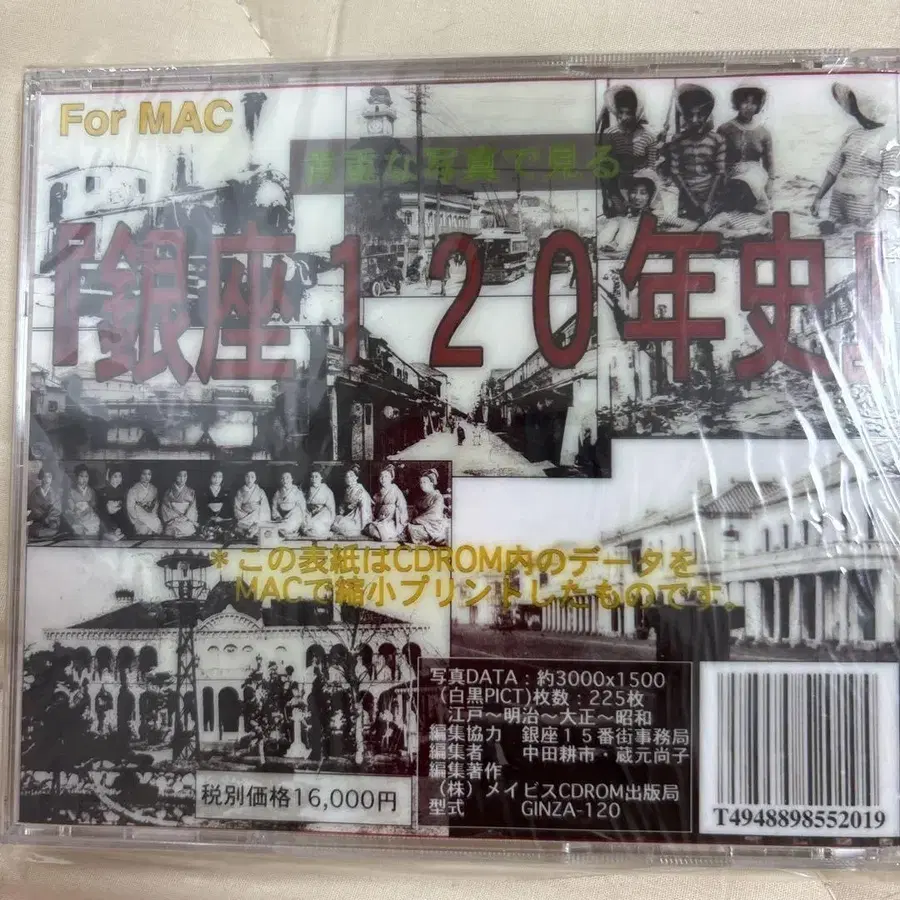 For MAC
貴重な写真で見る
『銀座120年史』
＊この表紙はCDROM内のデータを
MACで縮小プリントしたものです。
写真DATA：約3000x1500
(白黒PICT)枚数：225枚
江戸〜明治〜大正〜昭和
編集協力 銀座15番街事務局
編集者 中田耕市・蔵元尚子
編集著作
（株）メイビスCDROM出版局
型式 GINZA-120
税別価格16,000円
T4948898552019